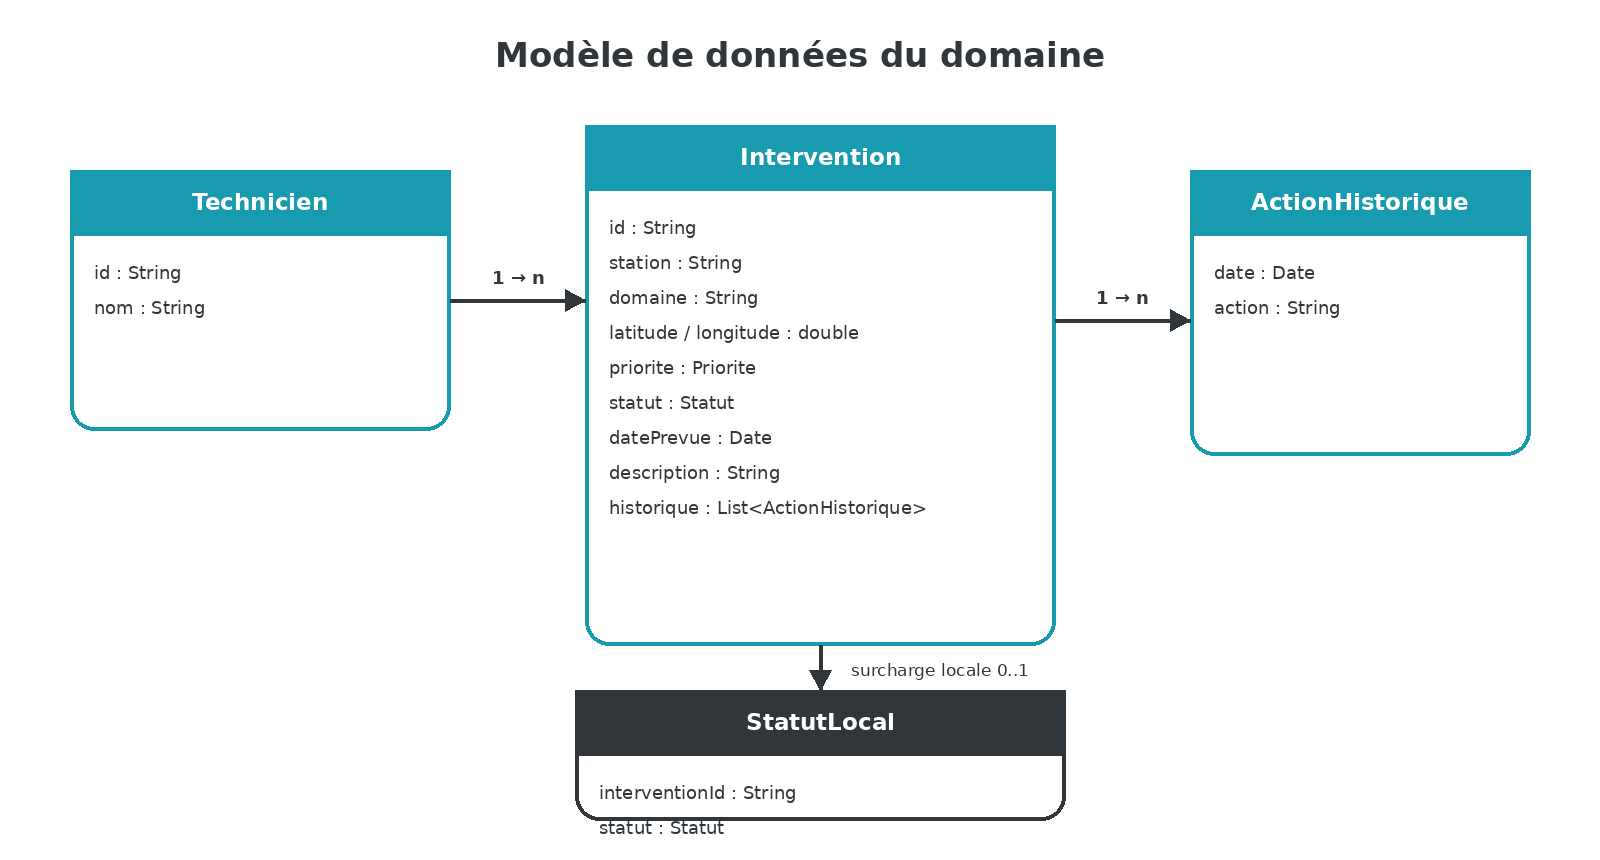 Modèle de données du domaine
Technicien
id : String
nom : String
1 → n
Intervention
id : String
station : String
domaine : String
latitude / longitude : double
priorite : Priorite
statut : Statut
datePrevue : Date
description : String
historique : List<ActionHistorique>
1 → n
ActionHistorique
date : Date
action : String
surcharge locale 0..1
StatutLocal
interventionId : String
statut : Statut